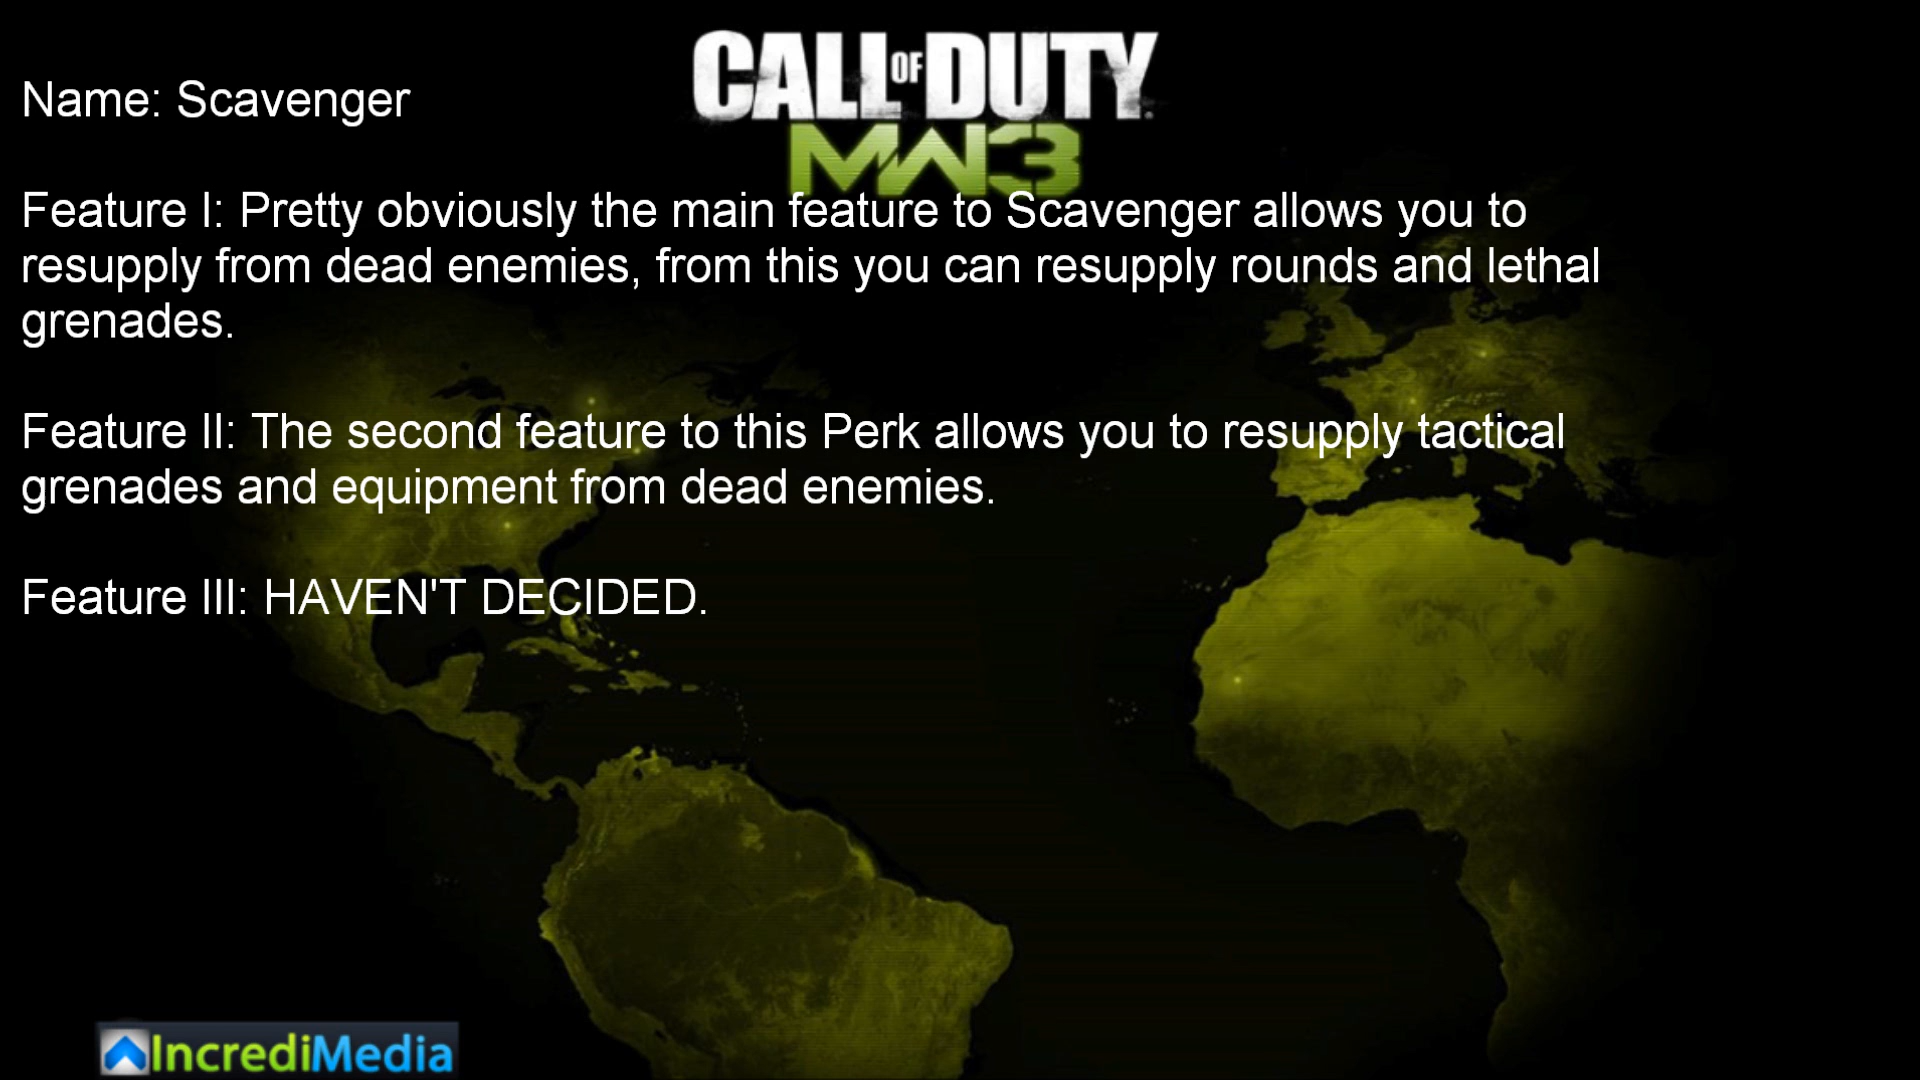 CALL OF DUTY
MW3
Name: Scavenger
Feature I: Pretty obviously the main feature to Scavenger allows you to
resupply from dead enemies, from this you can resupply rounds and lethal
grenades.
Feature II: The second feature to this Perk allows you to resupply tactical
grenades and equipment from dead enemies.
Feature III: HAVEN'T DECIDED.
IncrediMedia